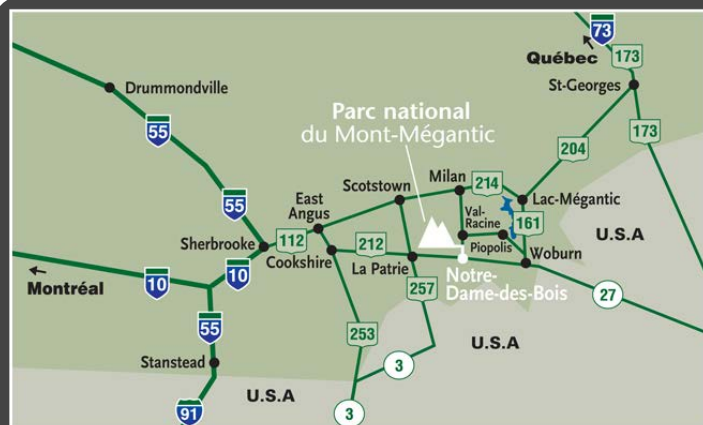 73
Québec
173
Drummondville
St-Georges
Parc national
du Mont-Mégantic
55
173
204
Milan
214
Scotstown
Lac-Mégantic
55
East
Angus
Val-
Racine
161
U.S.A
Sherbrooke
112
212
Piopolis
Woburn
Cookshire
La Patrie
10
Notre-
Dame-des-Bois
Montréal
10
257
27
55
253
U.S.A
Stanstead
3
U.S.A
91
3